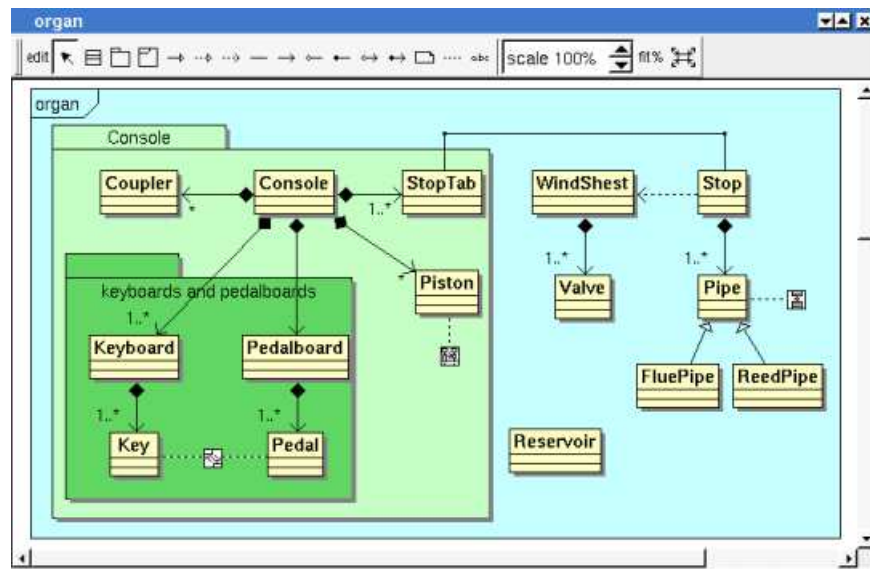 organ
edit scale 100% fit%
organ
Console
Coupler Console StopTab WindShest Stop
* 1..*
1..* 1..*
* Piston Valve Pipe
keyboards and pedalboards
1..*
Keyboard Pedalboard
FluePipe ReedPipe
1..* 1..*
Key Pedal Reservoir